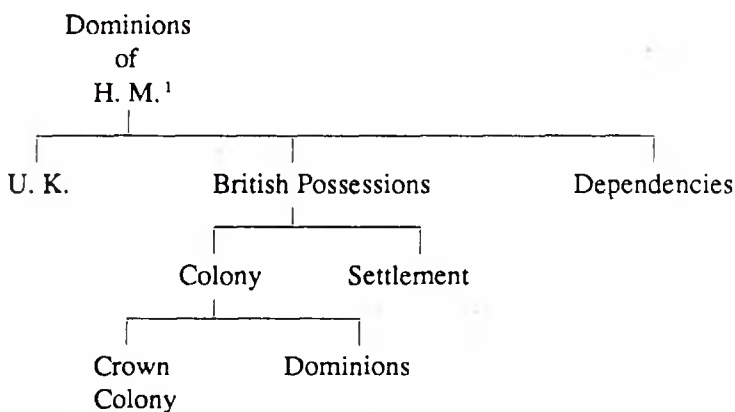 Dominions
of
H. M. ¹
U. K. British Possessions Dependencies
Colony Settlement
Crown Dominions
Colony